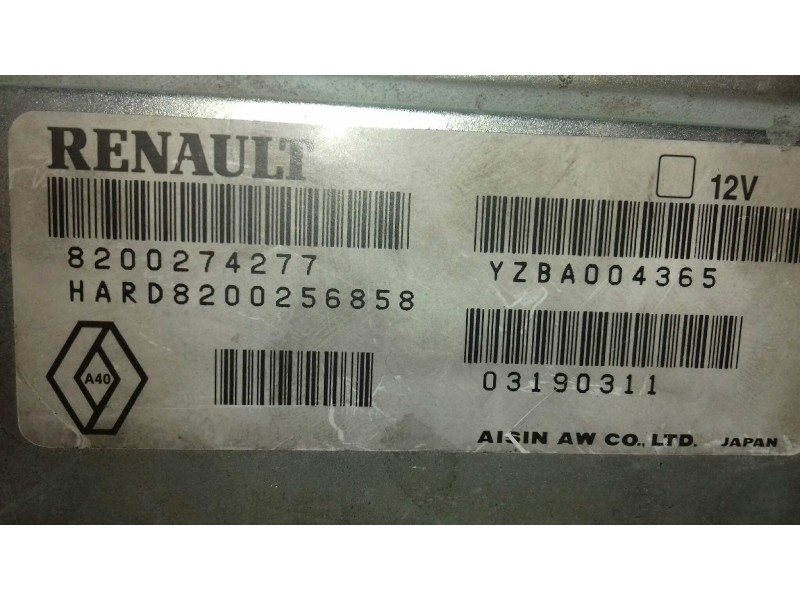 RENAULT
12V
8200274277
YZBA004365
HARD8200256858
A40
03190311
AISIN AW CO., LTD. JAPAN